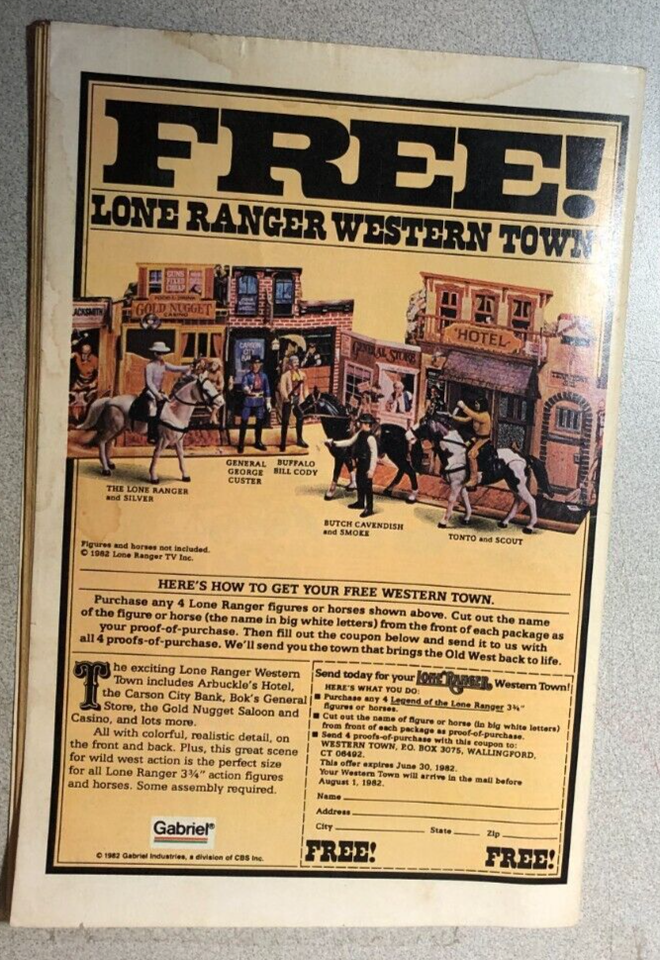 FREE!
LONE RANGER WESTERN TOWN
GUNS
FIXED
CHEAP
GOLD NUGGET
CASINO
ACKSMITH
CARSON
CITY
GENERAL STORE
HOTEL
THE LONE RANGER
and SILVER
GENERAL
GEORGE
CUSTER
BUFFALO
BILL CODY
BUTCH CAVENDISH
and SMOKE
TONTO and SCOUT
Figures and horses not included.
© 1982 Lone Ranger TV Inc.
HERE'S HOW TO GET YOUR FREE WESTERN TOWN.
Purchase any 4 Lone Ranger figures or horses shown above. Cut out the name
of the figure or horse (the name in big white letters) from the front of each package as
your proof-of-purchase. Then fill out the coupon below and send it to us with
all 4 proofs-of-purchase. We'll send you the town that brings the Old West back to life.
The exciting Lone Ranger Western
Town includes Arbuckle's Hotel,
the Carson City Bank, Bok's General
Store, the Gold Nugget Saloon and
Casino, and lots more.
All with colorful, realistic detail, on
the front and back. Plus, this great scene
for wild west action is the perfect size
for all Lone Ranger 3¾" action figures
and horses. Some assembly required.
Gabriel®
© 1982 Gabriel Industries, a division of CBS Inc.
Send today for your LONE RANGER Western Town!
HERE'S WHAT YOU DO:
■ Purchase any 4 Legend of the Lone Ranger 3¾"
figures or horses.
■ Cut out the name of figure or horse (in big white letters)
from front of each package as proof-of-purchase.
■ Send 4 proofs-of-purchase with this coupon to:
WESTERN TOWN, P.O. BOX 3075, WALLINGFORD,
CT 06492.
This offer expires June 30, 1982.
Your Western Town will arrive in the mail before
August 1, 1982.
Name
Address
City State Zip
FREE! FREE!